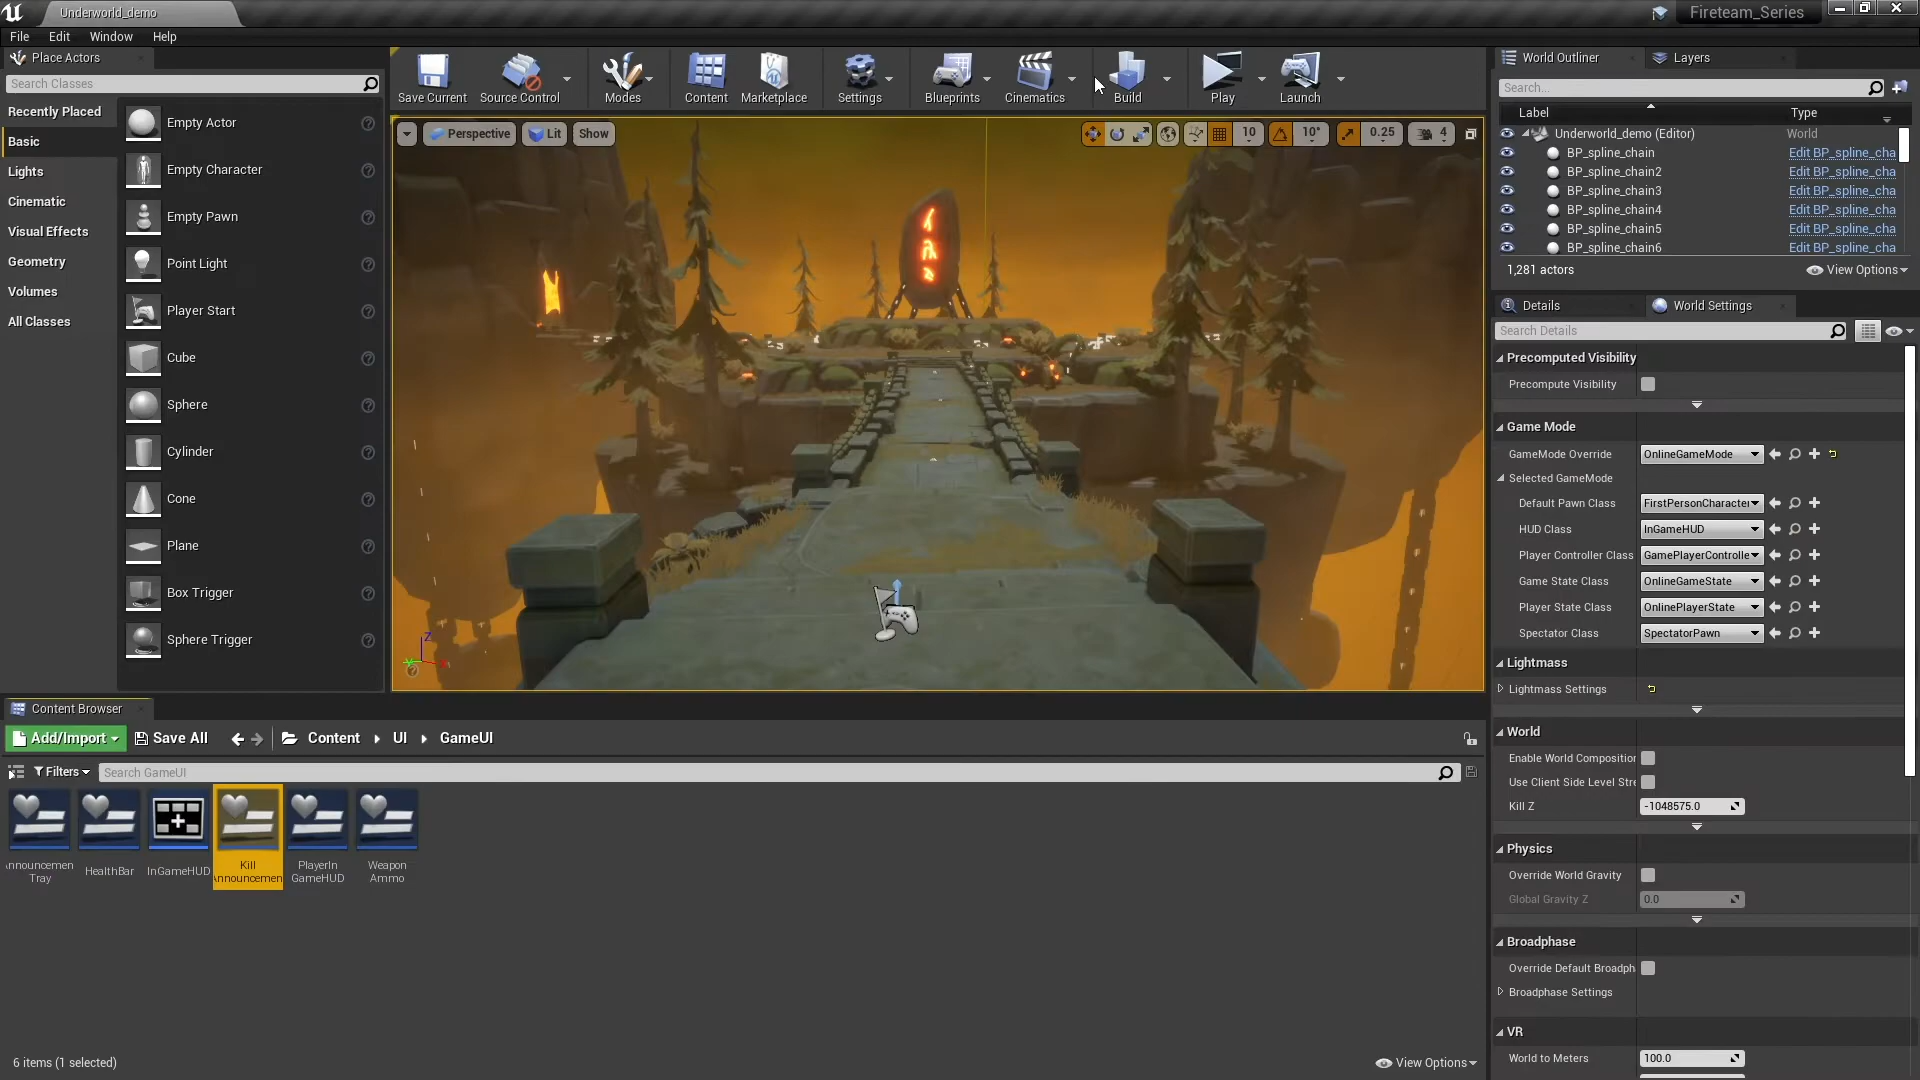 Underworld_demo
Fireteam_Series
File Edit Window Help
Place Actors
Search Classes
Recently Placed
Basic
Lights
Cinematic
Visual Effects
Geometry
Volumes
All Classes
Empty Actor
Empty Character
Empty Pawn
Point Light
Player Start
Cube
Sphere
Cylinder
Cone
Plane
Box Trigger
Sphere Trigger
Save Current
Source Control
Modes
Content
Marketplace
Settings
Blueprints
Cinematics
Build
Play
Launch
Perspective
Lit
Show
10
10°
0.25
4
Z
World Outliner
Layers
Search...
Label Type
Underworld_demo (Editor) World
BP_spline_chain Edit BP_spline_cha
BP_spline_chain2 Edit BP_spline_cha
BP_spline_chain3 Edit BP_spline_cha
BP_spline_chain4 Edit BP_spline_cha
BP_spline_chain5 Edit BP_spline_cha
BP_spline_chain6 Edit BP_spline_cha
1,281 actors
View Options
Details
World Settings
Search Details
Precomputed Visibility
Precompute Visibility
Game Mode
GameMode Override OnlineGameMode
Selected GameMode
Default Pawn Class FirstPersonCharacter
HUD Class InGameHUD
Player Controller Class GamePlayerControlle
Game State Class OnlineGameState
Player State Class OnlinePlayerState
Spectator Class SpectatorPawn
Lightmass
Lightmass Settings
World
Enable World Composition
Use Client Side Level Stre
Kill Z -1048575.0
Physics
Override World Gravity
Global Gravity Z 0.0
Broadphase
Override Default Broadph
Broadphase Settings
VR
World to Meters 100.0
Content Browser
Add/Import
Save All
Content
UI
GameUI
Filters
Search GameUI
nnouncemen
Tray
HealthBar
InGameHUD
Kill
Announcemen
PlayerIn
GameHUD
Weapon
Ammo
6 items (1 selected)
View Options